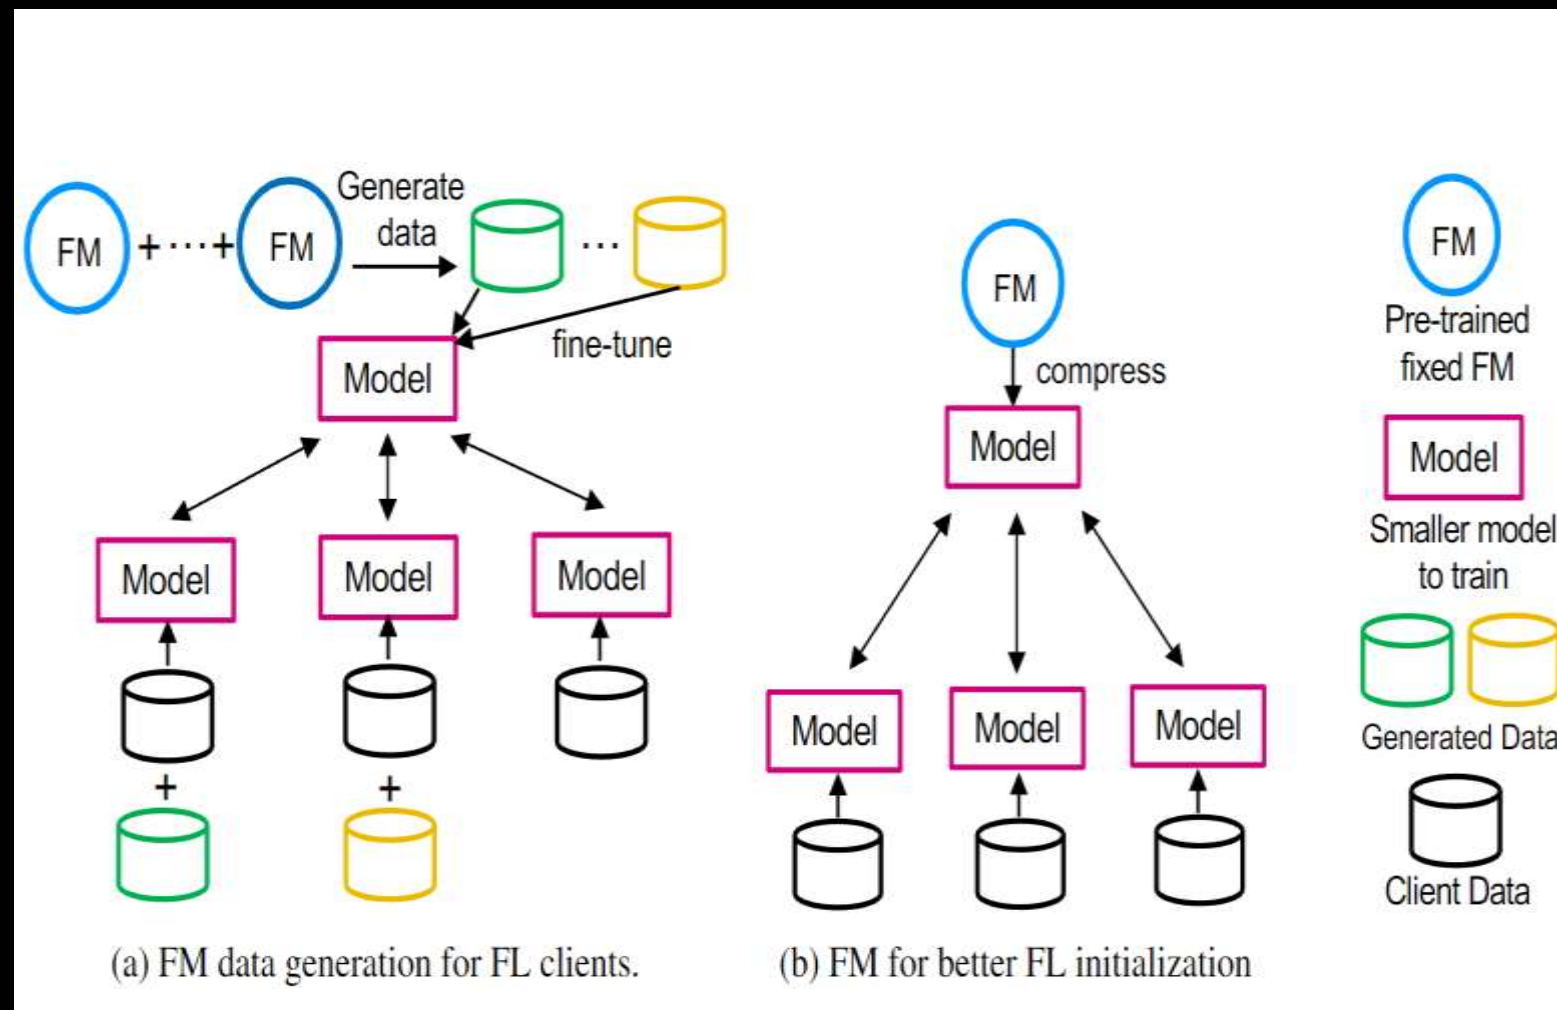 FM
+ ··· +
FM
Generate
data
···
fine-tune
Model
Model
Model
Model
+
+
(a) FM data generation for FL clients.
FM
compress
Model
Model
Model
Model
(b) FM for better FL initialization
FM
Pre-trained
fixed FM
Model
Smaller model
to train
Generated Data
Client Data